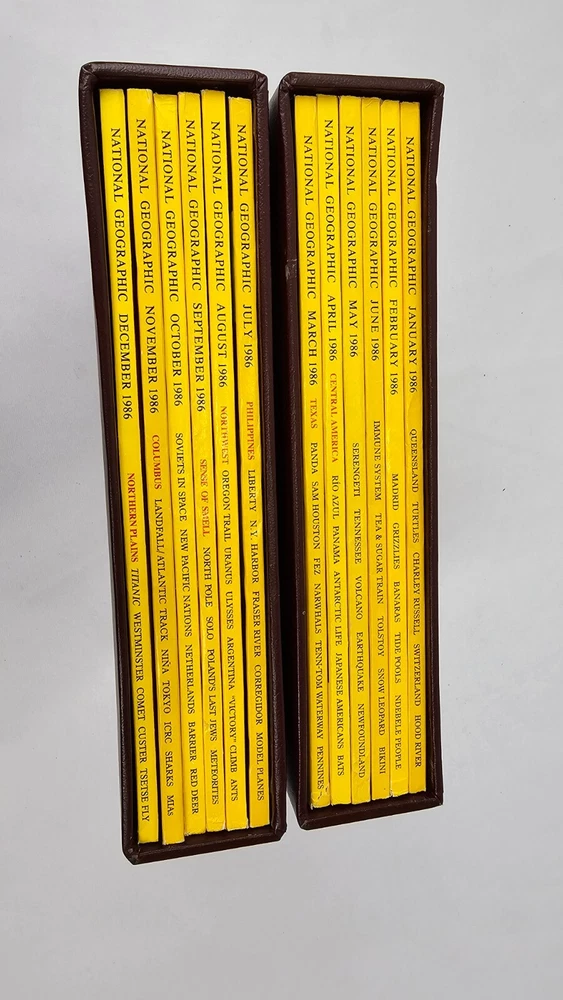 NATIONAL GEOGRAPHIC DECEMBER 1986 NORTHERN PLAINS TITANIC WESTMINSTER COMET CUSTER TSETSE FLY
NATIONAL GEOGRAPHIC NOVEMBER 1986 COLUMBUS LANDFALL/ATLANTIC TRACK NIÑA TOKYO ICRC SHARKS MIAs
NATIONAL GEOGRAPHIC OCTOBER 1986 SOVIETS IN SPACE NEW PACIFIC NATIONS NETHERLANDS BARRIER RED DEER
NATIONAL GEOGRAPHIC SEPTEMBER 1986 SENSE OF SMELL NORTH POLE SOLO POLAND'S LAST JEWS METEORITES
NATIONAL GEOGRAPHIC AUGUST 1986 NORTHWEST OREGON TRAIL URANUS ULYSSES ARGENTINA "VICTORY" CLIMB ANTS
NATIONAL GEOGRAPHIC JULY 1986 PHILIPPINES LIBERTY N.Y. HARBOR FRASER RIVER CORREGIDOR MODEL PLANES
NATIONAL GEOGRAPHIC MARCH 1986 TEXAS PANDA SAM HOUSTON FEZ NARWHALS TENN-TOM WATERWAY PENNINES
NATIONAL GEOGRAPHIC APRIL 1986 CENTRAL AMERICA RÍO AZUL PANAMA ANTARCTIC LIFE JAPANESE AMERICANS BATS
NATIONAL GEOGRAPHIC MAY 1986 SERENGETI TENNESSEE VOLCANO EARTHQUAKE NEWFOUNDLAND
NATIONAL GEOGRAPHIC JUNE 1986 IMMUNE SYSTEM TEA & SUGAR TRAIN TOLSTOY SNOW LEOPARD BIKINI
NATIONAL GEOGRAPHIC FEBRUARY 1986 MADRID GRIZZLIES BANARAS TIDE POOLS NDEBELE PEOPLE
NATIONAL GEOGRAPHIC JANUARY 1986 QUEENSLAND TURTLES CHARLEY RUSSELL SWITZERLAND HOOD RIVER